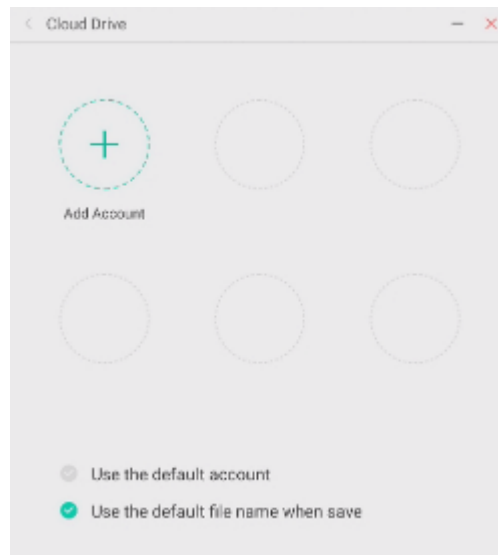 Cloud Drive
Add Account
Use the default account
Use the default file name when save